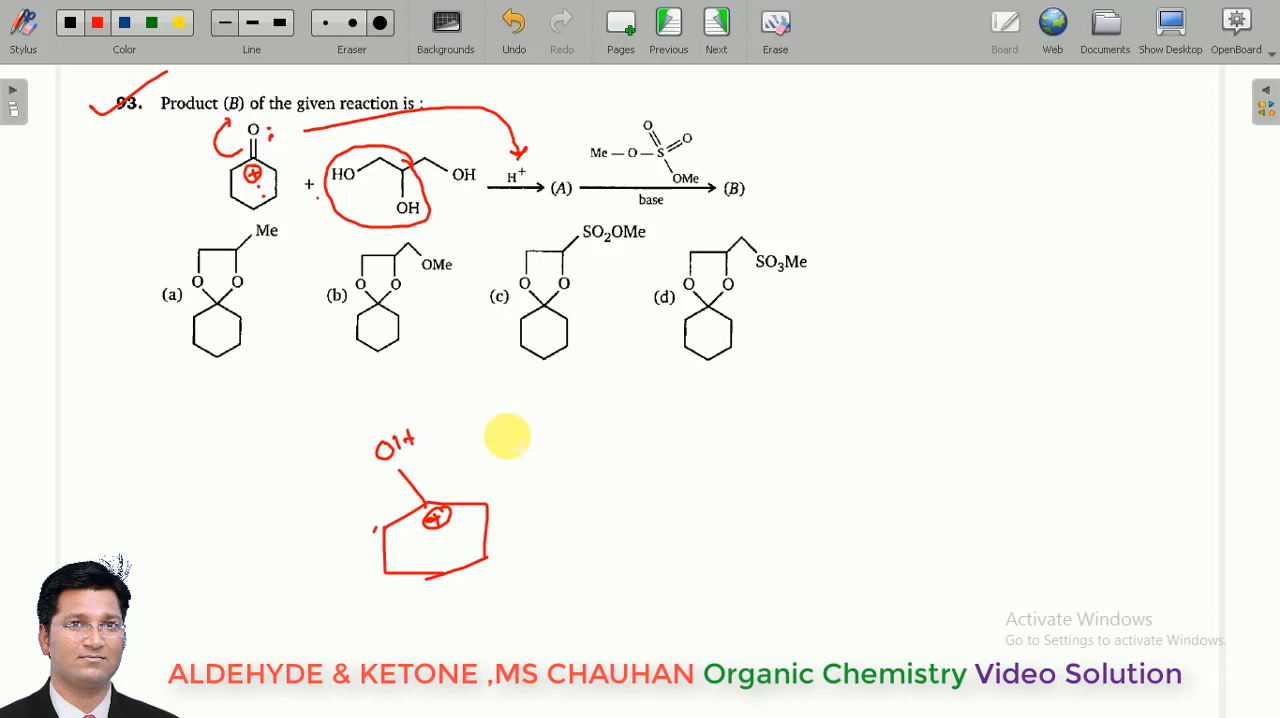 Stylus Color Line Eraser Backgrounds Undo Redo Pages Previous Next Erase Board Web Documents Show Desktop OpenBoard
93. Product (B) of the given reaction is :
O
HO OH
OH
+
H⁺
(A)
O O
Me — O — S
OMe
base
(B)
(a) Me O O
(b) OMe O O
(c) SO₂OMe O O
(d) SO₃Me O O
OH
+
Activate Windows
Go to Settings to activate Windows.
ALDEHYDE & KETONE ,MS CHAUHAN Organic Chemistry Video Solution